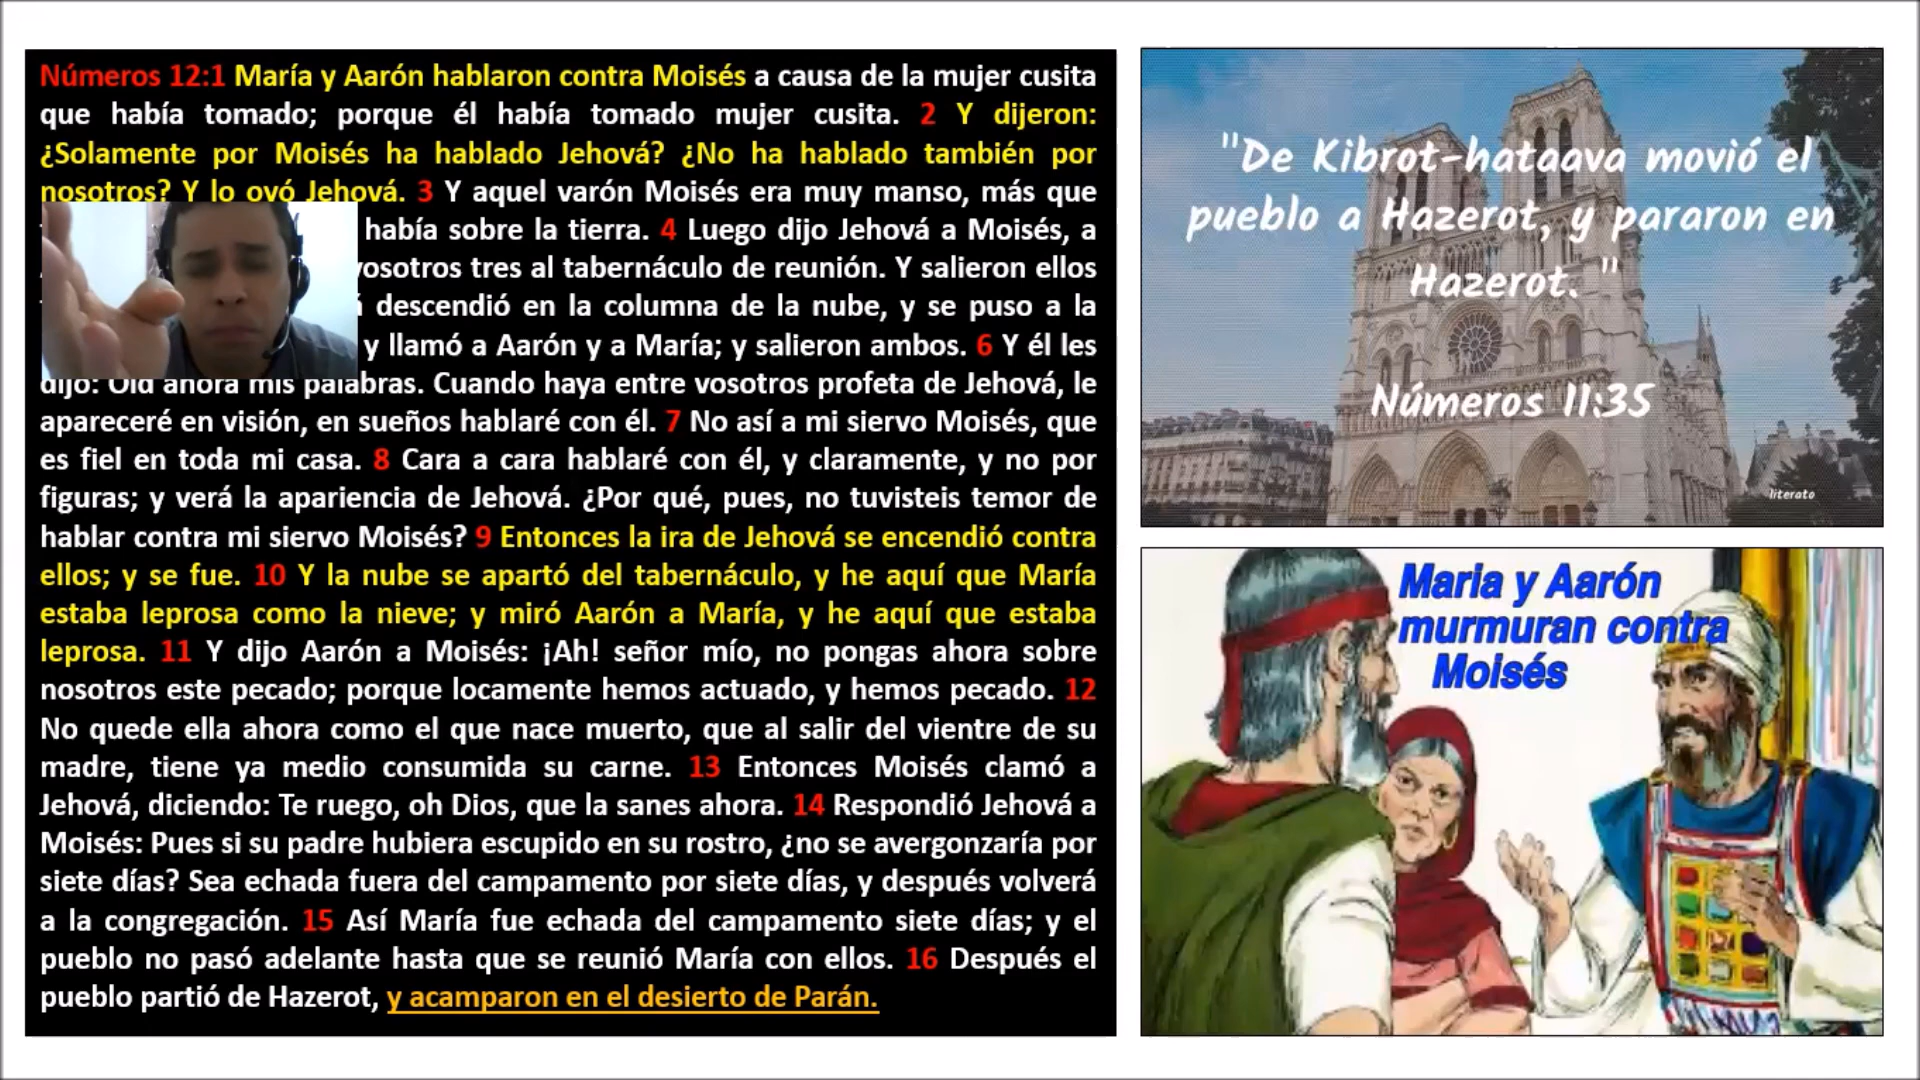 Números 12:1 María y Aarón hablaron contra Moisés a causa de la mujer cusita
que había tomado; porque él había tomado mujer cusita. 2 Y dijeron:
¿Solamente por Moisés ha hablado Jehová? ¿No ha hablado también por
nosotros? Y lo oyó Jehová. 3 Y aquel varón Moisés era muy manso, más que
había sobre la tierra. 4 Luego dijo Jehová a Moisés, a
vosotros tres al tabernáculo de reunión. Y salieron ellos
descendió en la columna de la nube, y se puso a la
y llamó a Aarón y a María; y salieron ambos. 6 Y él les
dijo: Oíd ahora mis palabras. Cuando haya entre vosotros profeta de Jehová, le
apareceré en visión, en sueños hablaré con él. 7 No así a mi siervo Moisés, que
es fiel en toda mi casa. 8 Cara a cara hablaré con él, y claramente, y no por
figuras; y verá la apariencia de Jehová. ¿Por qué, pues, no tuvisteis temor de
hablar contra mi siervo Moisés? 9 Entonces la ira de Jehová se encendió contra
ellos; y se fue. 10 Y la nube se apartó del tabernáculo, y he aquí que María
estaba leprosa como la nieve; y miró Aarón a María, y he aquí que estaba
leprosa. 11 Y dijo Aarón a Moisés: ¡Ah! señor mío, no pongas ahora sobre
nosotros este pecado; porque locamente hemos actuado, y hemos pecado. 12
No quede ella ahora como el que nace muerto, que al salir del vientre de su
madre, tiene ya medio consumida su carne. 13 Entonces Moisés clamó a
Jehová, diciendo: Te ruego, oh Dios, que la sanes ahora. 14 Respondió Jehová a
Moisés: Pues si su padre hubiera escupido en su rostro, ¿no se avergonzaría por
siete días? Sea echada fuera del campamento por siete días, y después volverá
a la congregación. 15 Así María fue echada del campamento siete días; y el
pueblo no pasó adelante hasta que se reunió María con ellos. 16 Después el
pueblo partió de Hazerot, y acamparon en el desierto de Parán.
"De Kibrot-hataava movió el
pueblo a Hazerot, y pararon en
Hazerot. "
Números 11:35
literato
Maria y Aarón
murmuran contra
Moisés